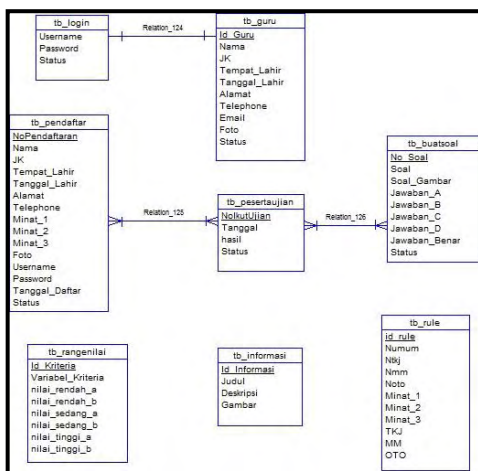 tb_login
Username
Password
Status
Relation_124
tb_guru
Id_Guru
Nama
JK
Tempat_Lahir
Tanggal_Lahir
Alamat
Telephone
Email
Foto
Status
tb_pendaftar
NoPendaftaran
Nama
JK
Tempat_Lahir
Tanggal_Lahir
Alamat
Telephone
Minat_1
Minat_2
Minat_3
Foto
Username
Password
Tanggal_Daftar
Status
Relation_125
tb_pesertaujian
NoIkutUjian
Tanggal
hasil
Status
Relation_126
tb_buatsoal
No_Soal
Soal
Soal_Gambar
Jawaban_A
Jawaban_B
Jawaban_C
Jawaban_D
Jawaban_Benar
Status
tb_rangenilai
Id_Kriteria
Variabel_Kriteria
nilai_rendah_a
nilai_rendah_b
nilai_sedang_a
nilai_sedang_b
nilai_tinggi_a
nilai_tinggi_b
tb_informasi
Id_Informasi
Judul
Deskripsi
Gambar
tb_rule
id_rule
Numum
Ntkj
Nmm
Noto
Minat_1
Minat_2
Minat_3
TKJ
MM
OTO